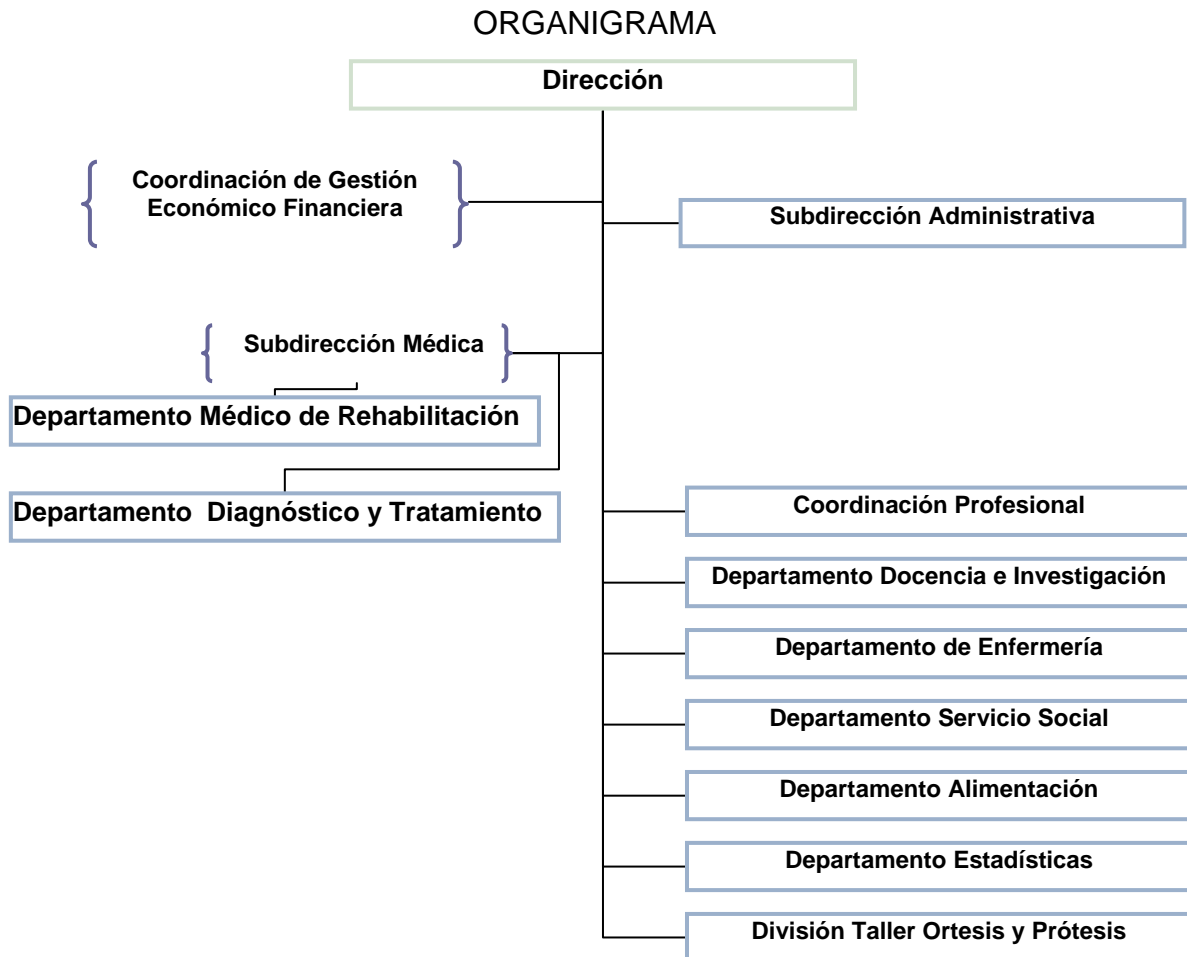 ORGANIGRAMA
Dirección
Coordinación de Gestión
Económico Financiera
Subdirección Administrativa
Subdirección Médica
Departamento Médico de Rehabilitación
Departamento Diagnóstico y Tratamiento
Coordinación Profesional
Departamento Docencia e Investigación
Departamento de Enfermería
Departamento Servicio Social
Departamento Alimentación
Departamento Estadísticas
División Taller Ortesis y Prótesis